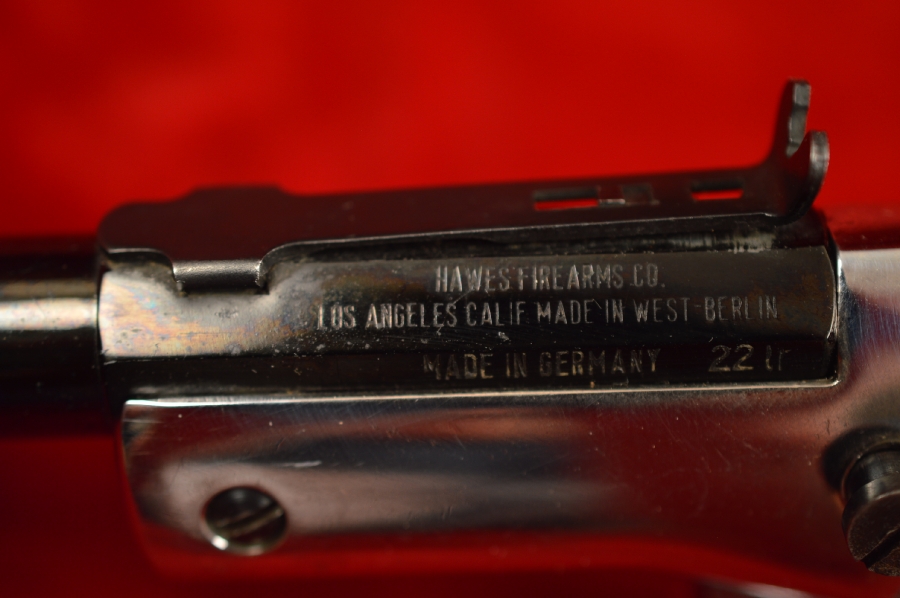 HAWES FIREARMS CO.
LOS ANGELES CALIF. MADE IN WEST-BERLIN
MADE IN GERMANY 22 lr